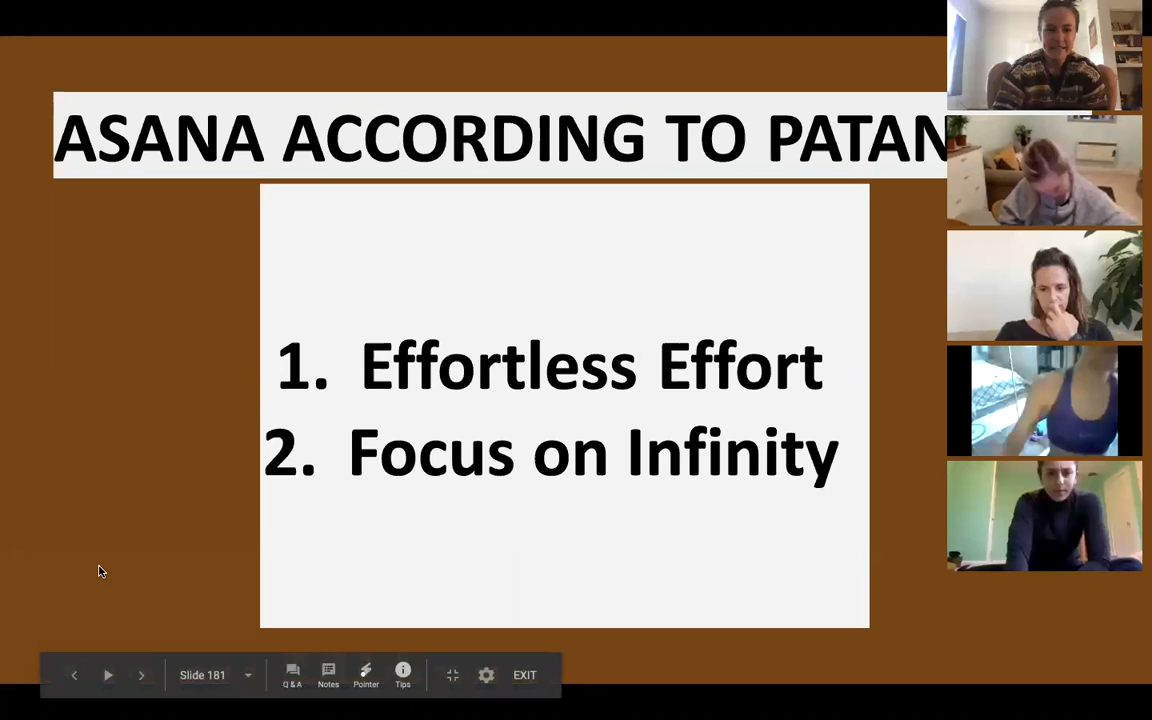 ASANA ACCORDING TO PATAN
1. Effortless Effort
2. Focus on Infinity
Slide 181
Q & A
Notes
Pointer
Tips
EXIT